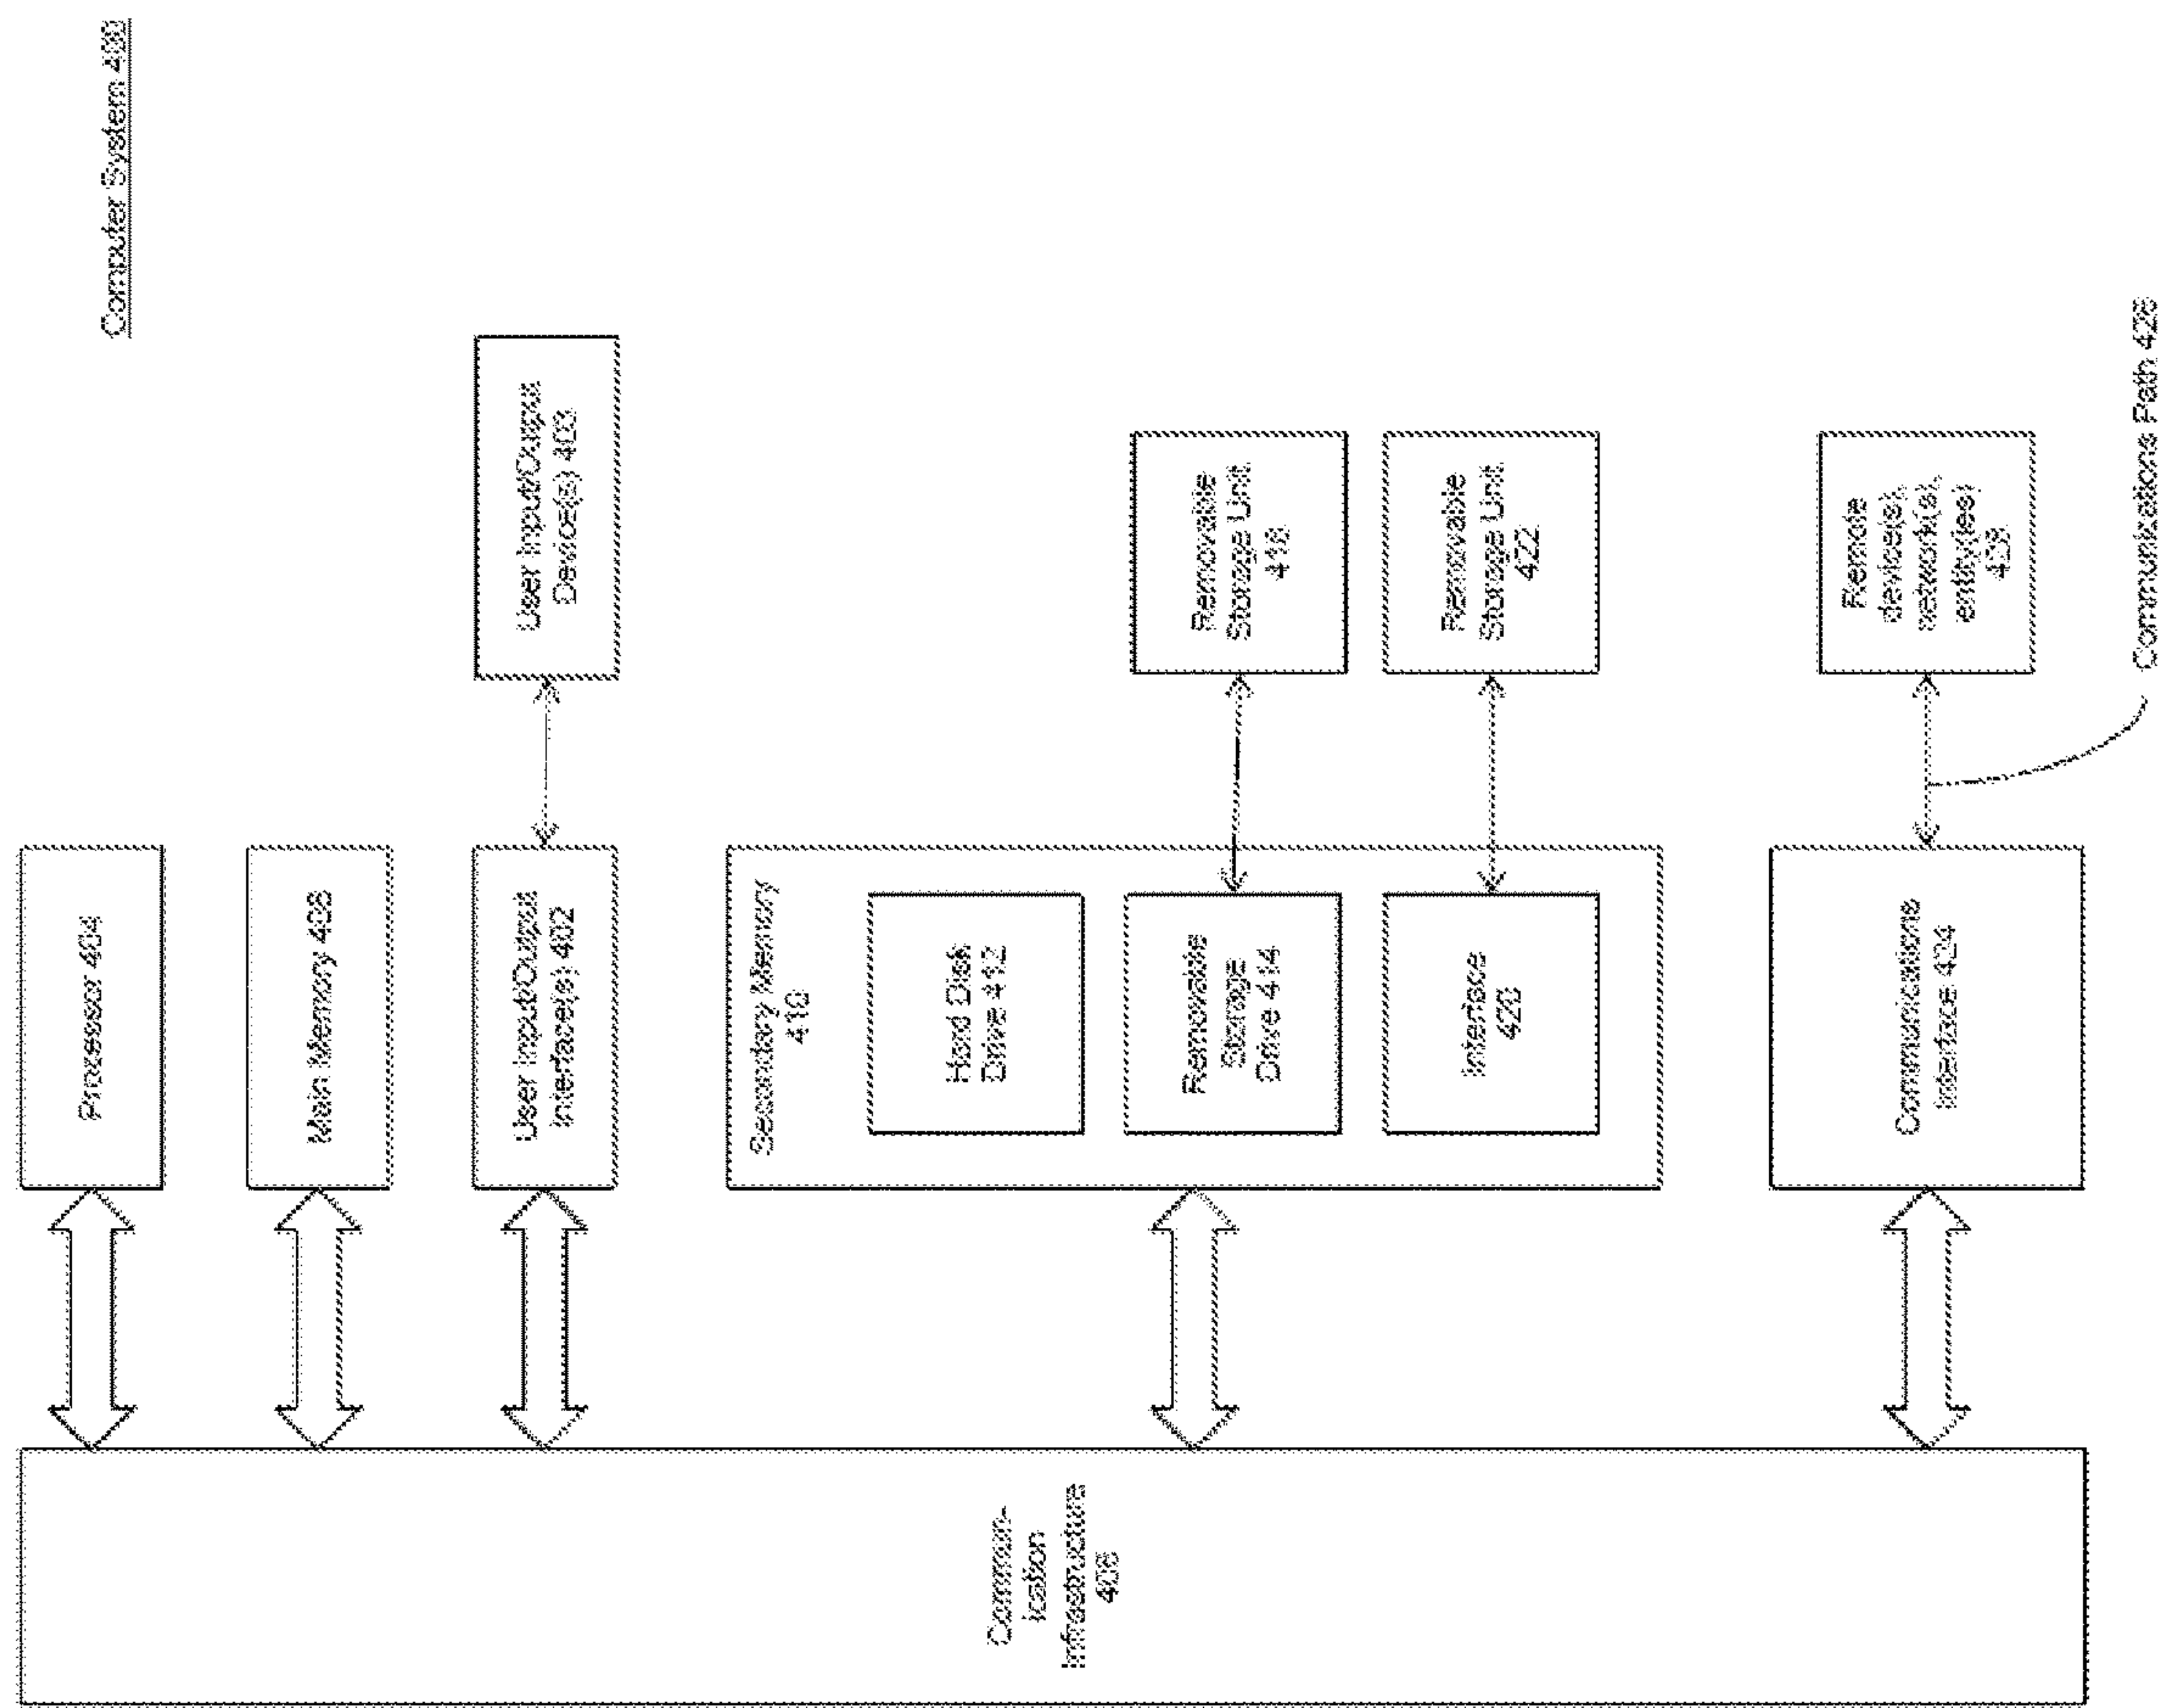 Computer System 400
Processor 404
Main Memory 408
User Input/Output
Interface(s) 402
User Input/Output
Device(s) 403
Secondary Memory
410
Hard Disk
Drive 412
Removable
Storage
Drive 414
Removable
Storage Unit
418
Interface
420
Removable
Storage Unit
422
Communications
Interface 424
Remote
device(s),
network(s),
entity(ies)
Communications Path 426
Commun-
ication
Infrastructure
406